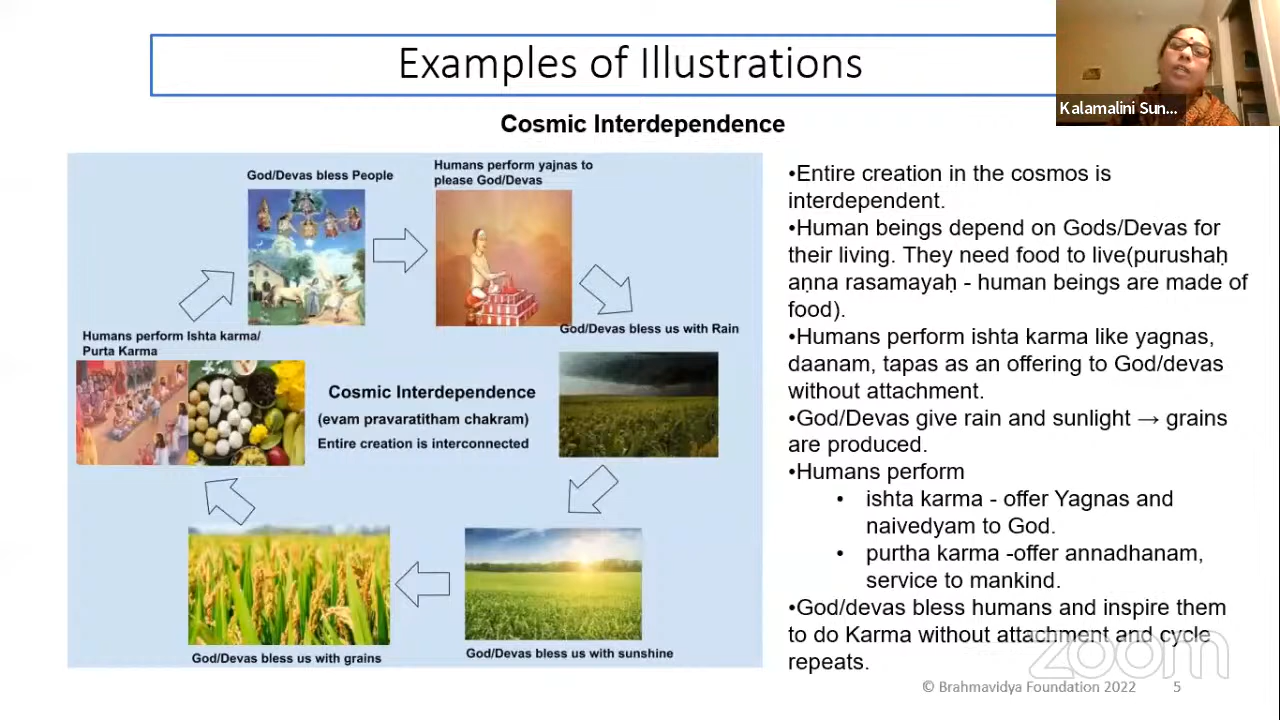 Examples of Illustrations
Kalamalini Sun...
Cosmic Interdependence
God/Devas bless People
Humans perform yajnas to
please God/Devas
God/Devas bless us with Rain
Humans perform Ishta karma/
Purta Karma
Cosmic Interdependence
(evam pravaratitham chakram)
Entire creation is interconnected
God/Devas bless us with grains
God/Devas bless us with sunshine
•Entire creation in the cosmos is
interdependent.
•Human beings depend on Gods/Devas for
their living. They need food to live(purushaḥ
aṇna rasamayaḥ - human beings are made of
food).
•Humans perform ishta karma like yagnas,
daanam, tapas as an offering to God/devas
without attachment.
•God/Devas give rain and sunlight → grains
are produced.
•Humans perform
• ishta karma - offer Yagnas and
naivedyam to God.
• purtha karma -offer annadhanam,
service to mankind.
•God/devas bless humans and inspire them
to do Karma without attachment and cycle
repeats.
zoom
© Brahmavidya Foundation 2022 5